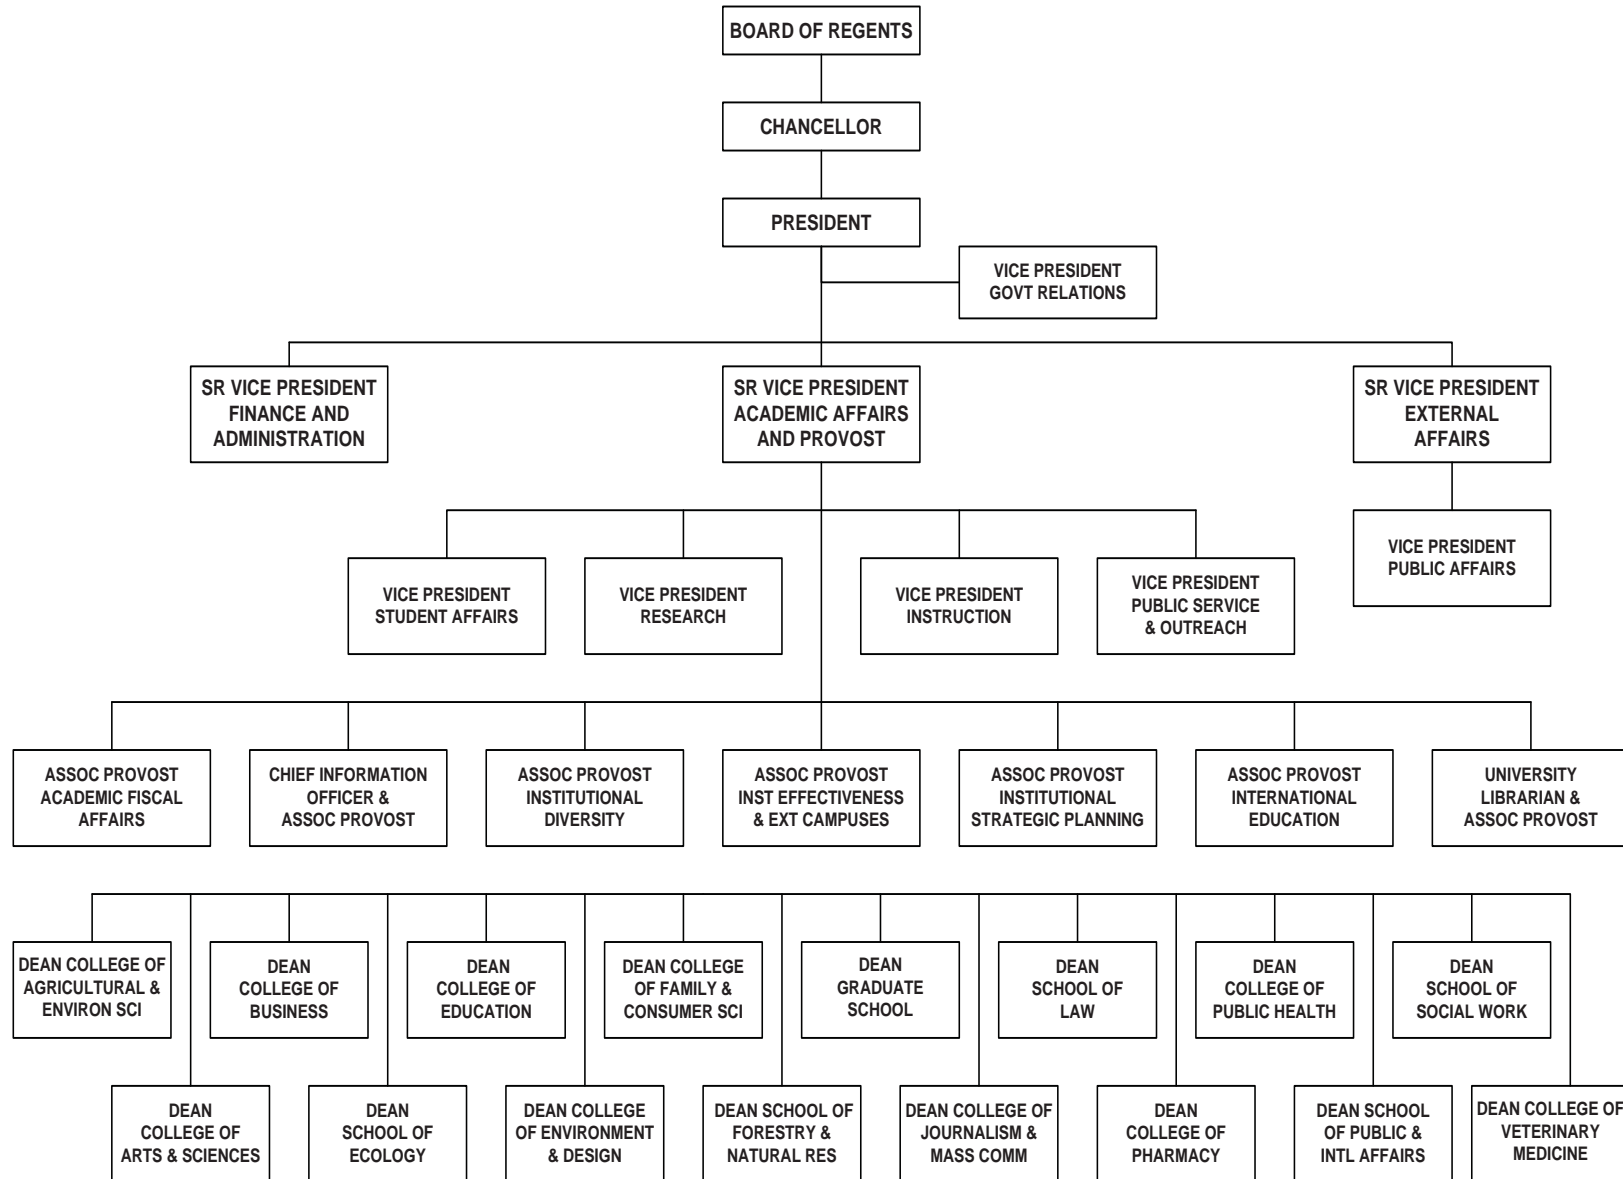 BOARD OF REGENTS
CHANCELLOR
PRESIDENT
VICE PRESIDENT
GOVT RELATIONS
SR VICE PRESIDENT
FINANCE AND
ADMINISTRATION
SR VICE PRESIDENT
ACADEMIC AFFAIRS
AND PROVOST
SR VICE PRESIDENT
EXTERNAL
AFFAIRS
VICE PRESIDENT
STUDENT AFFAIRS
VICE PRESIDENT
RESEARCH
VICE PRESIDENT
INSTRUCTION
VICE PRESIDENT
PUBLIC SERVICE
& OUTREACH
VICE PRESIDENT
PUBLIC AFFAIRS
ASSOC PROVOST
ACADEMIC FISCAL
AFFAIRS
CHIEF INFORMATION
OFFICER &
ASSOC PROVOST
ASSOC PROVOST
INSTITUTIONAL
DIVERSITY
ASSOC PROVOST
INST EFFECTIVENESS
& EXT CAMPUSES
ASSOC PROVOST
INSTITUTIONAL
STRATEGIC PLANNING
ASSOC PROVOST
INTERNATIONAL
EDUCATION
UNIVERSITY
LIBRARIAN &
ASSOC PROVOST
DEAN COLLEGE OF
AGRICULTURAL &
ENVIRON SCI
DEAN
COLLEGE OF
BUSINESS
DEAN
COLLEGE OF
EDUCATION
DEAN COLLEGE
OF FAMILY &
CONSUMER SCI
DEAN
GRADUATE
SCHOOL
DEAN
SCHOOL OF
LAW
DEAN
COLLEGE OF
PUBLIC HEALTH
DEAN
SCHOOL OF
SOCIAL WORK
DEAN
COLLEGE OF
ARTS & SCIENCES
DEAN
SCHOOL OF
ECOLOGY
DEAN COLLEGE
OF ENVIRONMENT
& DESIGN
DEAN SCHOOL OF
FORESTRY &
NATURAL RES
DEAN COLLEGE OF
JOURNALISM &
MASS COMM
DEAN
COLLEGE OF
PHARMACY
DEAN SCHOOL
OF PUBLIC &
INTL AFFAIRS
DEAN COLLEGE OF
VETERINARY
MEDICINE